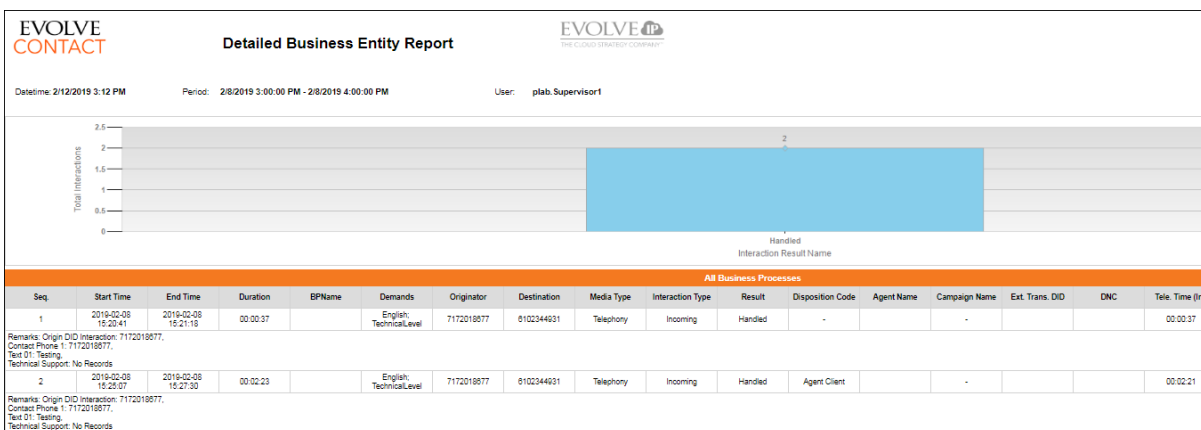 EVOLVE
CONTACT
Detailed Business Entity Report
EVOLVE IP
THE CLOUD STRATEGY COMPANY™
Datetime: 2/12/2019 3:12 PM Period: 2/8/2019 3:00:00 PM - 2/8/2019 4:00:00 PM User: plab.Supervisor1
2.5
2
1.5
1
0.5
0
Total Interactions
2
Handled
Interaction Result Name
All Business Processes
Seq. Start Time End Time Duration BPName Demands Originator Destination Media Type Interaction Type Result Disposition Code Agent Name Campaign Name Ext. Trans. DID DNC Tele. Time (In
1 2019-02-08 15:20:41 2019-02-08 15:21:18 00:00:37 English; TechnicalLevel 7172018677 6102344931 Telephony Incoming Handled - - 00:00:37
Remarks: Origin DID Interaction: 7172018677,
Contact Phone 1: 7172018677,
Text 01: Testing,
Technical Support: No Records
2 2019-02-08 15:25:07 2019-02-08 15:27:30 00:02:23 English; TechnicalLevel 7172018677 6102344931 Telephony Incoming Handled Agent Client - 00:02:21
Remarks: Origin DID Interaction: 7172018677,
Contact Phone 1: 7172018677,
Text 01: Testing,
Technical Support: No Records